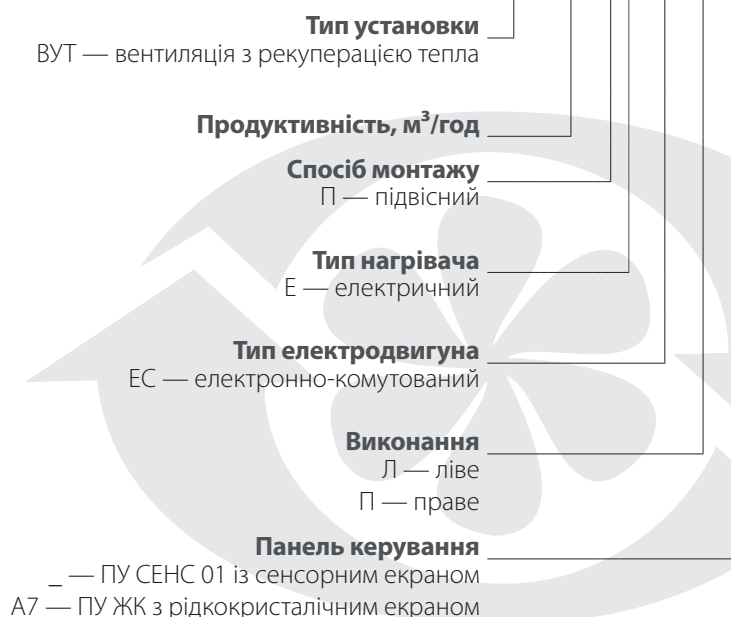 Тип установки
ВУТ — вентиляція з рекуперацією тепла
Продуктивність, м³/год
Спосіб монтажу
П — підвісний
Тип нагрівача
Е — електричний
Тип електродвигуна
ЕС — електронно-комутований
Виконання
Л — ліве
П — праве
Панель керування
_ — ПУ СЕНС 01 із сенсорним екраном
А7 — ПУ ЖК з рідкокристалічним екраном